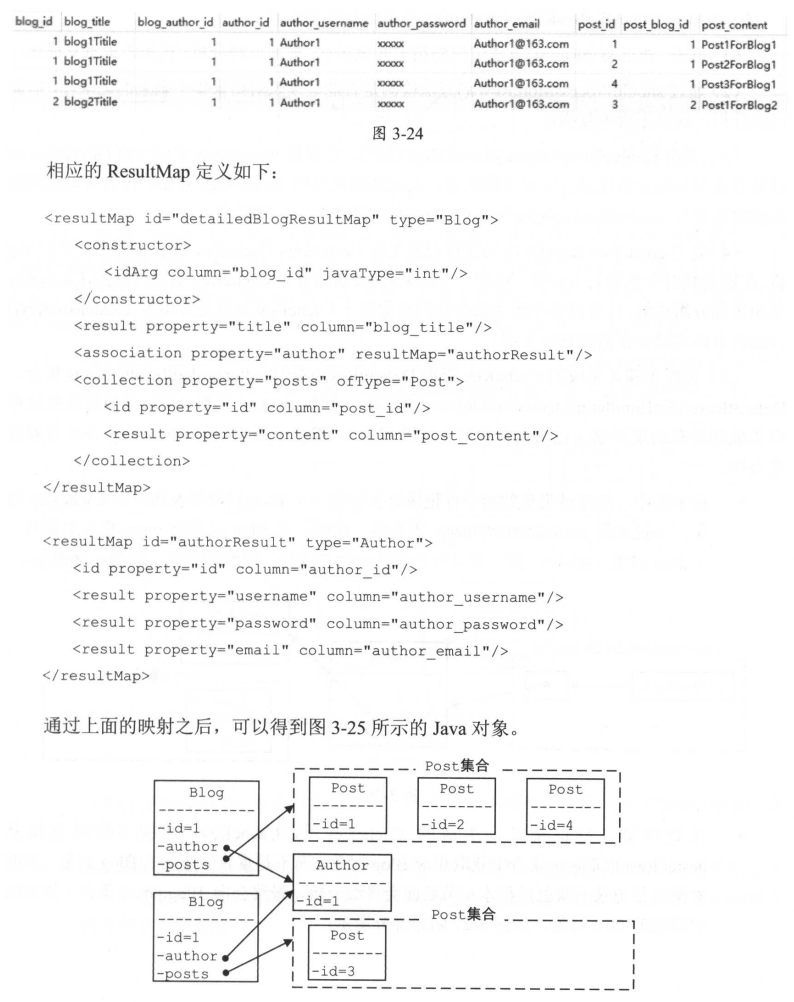 blog_id blog_title blog_author_id author_id author_username author_password author_email post_id post_blog_id post_content
1 blog1Titile 1 1 Author1 xxxxx Author1@163.com 1 1 Post1ForBlog1
1 blog1Titile 1 1 Author1 xxxxx Author1@163.com 2 1 Post2ForBlog1
1 blog1Titile 1 1 Author1 xxxxx Author1@163.com 4 1 Post3ForBlog1
2 blog2Titile 1 1 Author1 xxxxx Author1@163.com 3 2 Post1ForBlog2
图 3-24
相应的 ResultMap 定义如下：
<resultMap id="detailedBlogResultMap" type="Blog">
<constructor>
<idArg column="blog_id" javaType="int"/>
</constructor>
<result property="title" column="blog_title"/>
<association property="author" resultMap="authorResult"/>
<collection property="posts" ofType="Post">
<id property="id" column="post_id"/>
<result property="content" column="post_content"/>
</collection>
</resultMap>
<resultMap id="authorResult" type="Author">
<id property="id" column="author_id"/>
<result property="username" column="author_username"/>
<result property="password" column="author_password"/>
<result property="email" column="author_email"/>
</resultMap>
通过上面的映射之后，可以得到图 3-25 所示的 Java 对象。
Post集合
Blog
-id=1
-author
-posts
Post
-id=1
Post
-id=2
Post
-id=4
Author
-id=1
Blog
-id=1
-author
-posts
Post集合
Post
-id=3